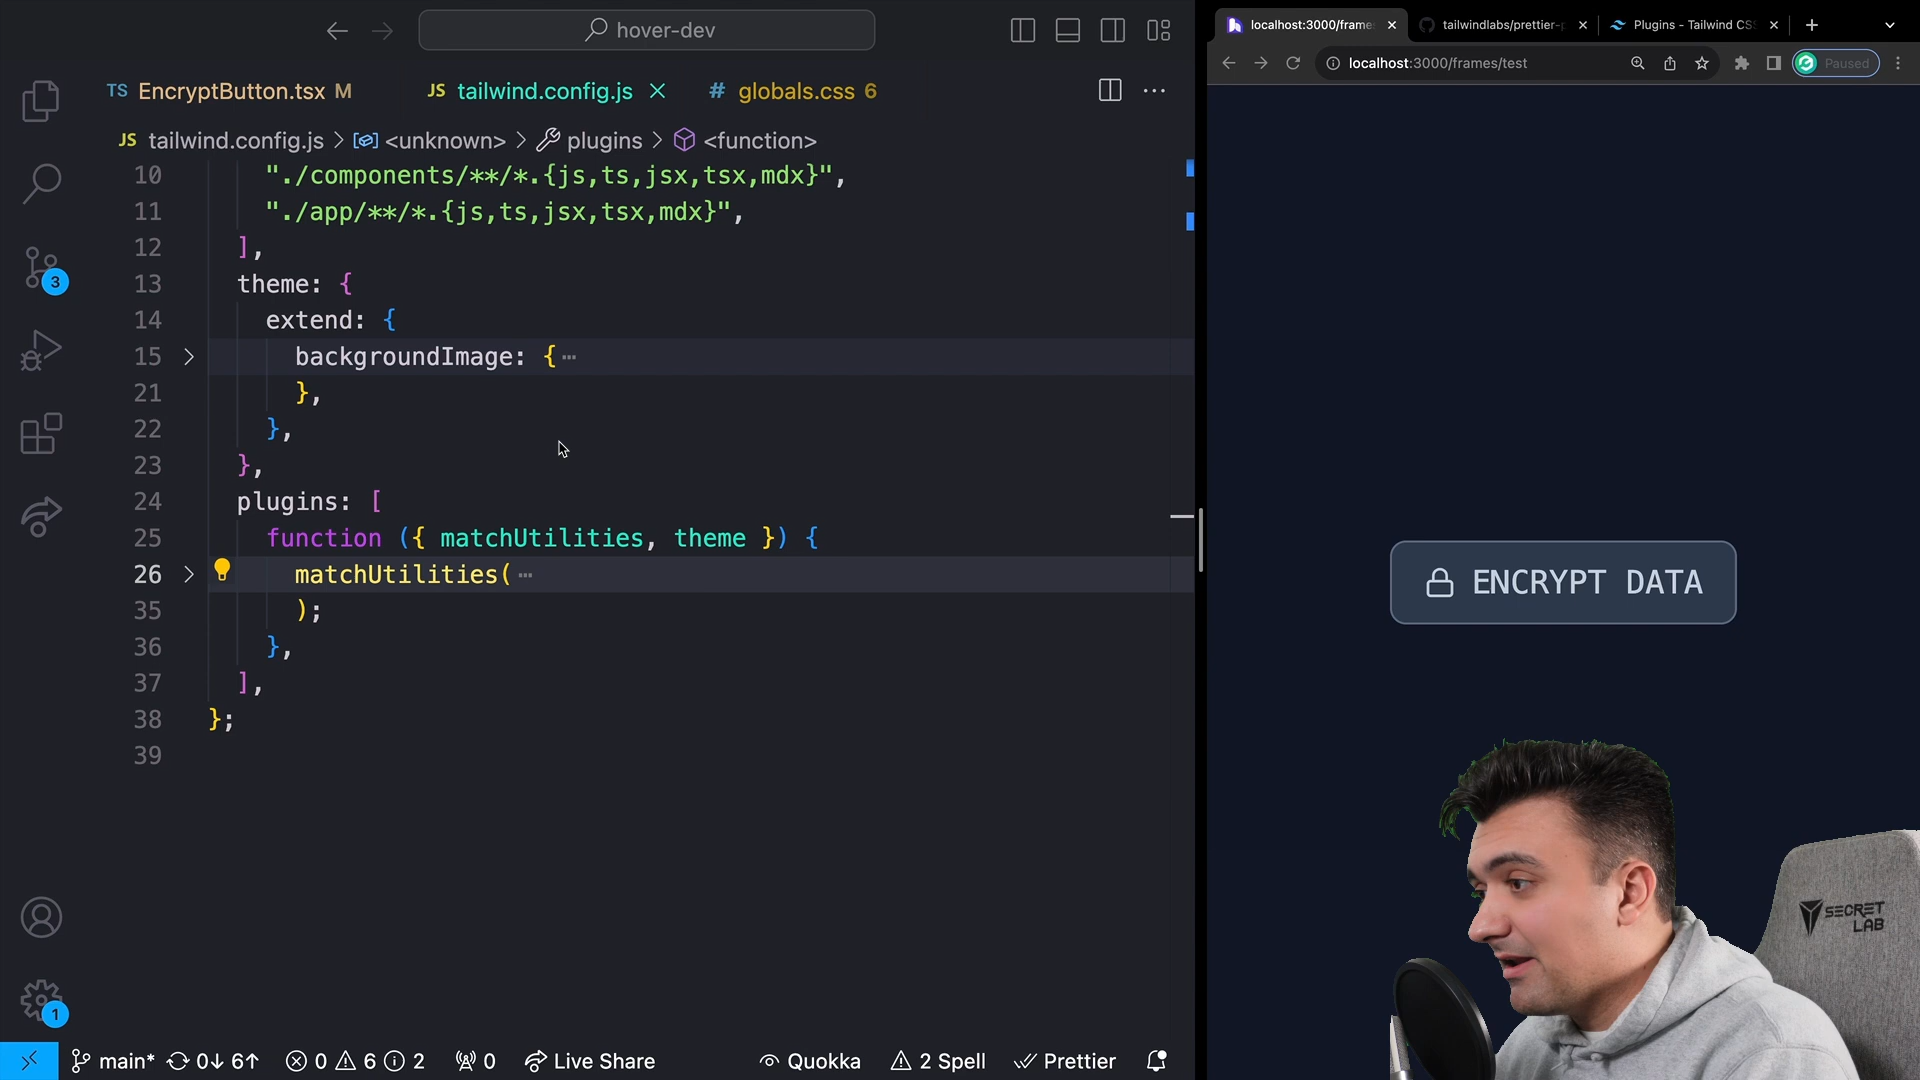 hover-dev
TS EncryptButton.tsx M
JS tailwind.config.js
# globals.css 6
JS tailwind.config.js > <unknown> > plugins > <function>
10 "./components/**/*.{js,ts,jsx,tsx,mdx}",
11 "./app/**/*.{js,ts,jsx,tsx,mdx}",
12 ],
13 theme: {
14 extend: {
15 backgroundImage: {
21 },
22 },
23 },
24 plugins: [
25 function ({ matchUtilities, theme }) {
26 matchUtilities(
35 );
36 },
37 ],
38 };
39
3
1
main* 0↓ 6↑ 0 6 2 0 Live Share Quokka 2 Spell Prettier
localhost:3000/frame
tailwindlabs/prettier-
Plugins - Tailwind CS
localhost:3000/frames/test
Paused
ENCRYPT DATA
SECRET
LAB